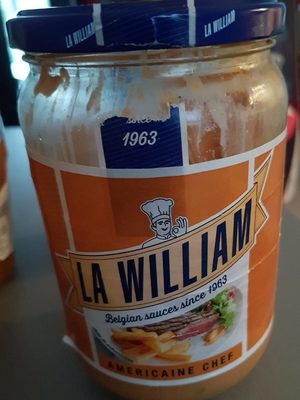 LA WILLIAM
LA WILLIAM
since
1963
LA WILLIAM
Belgian sauces since 1963
AMERICAINE CHEF